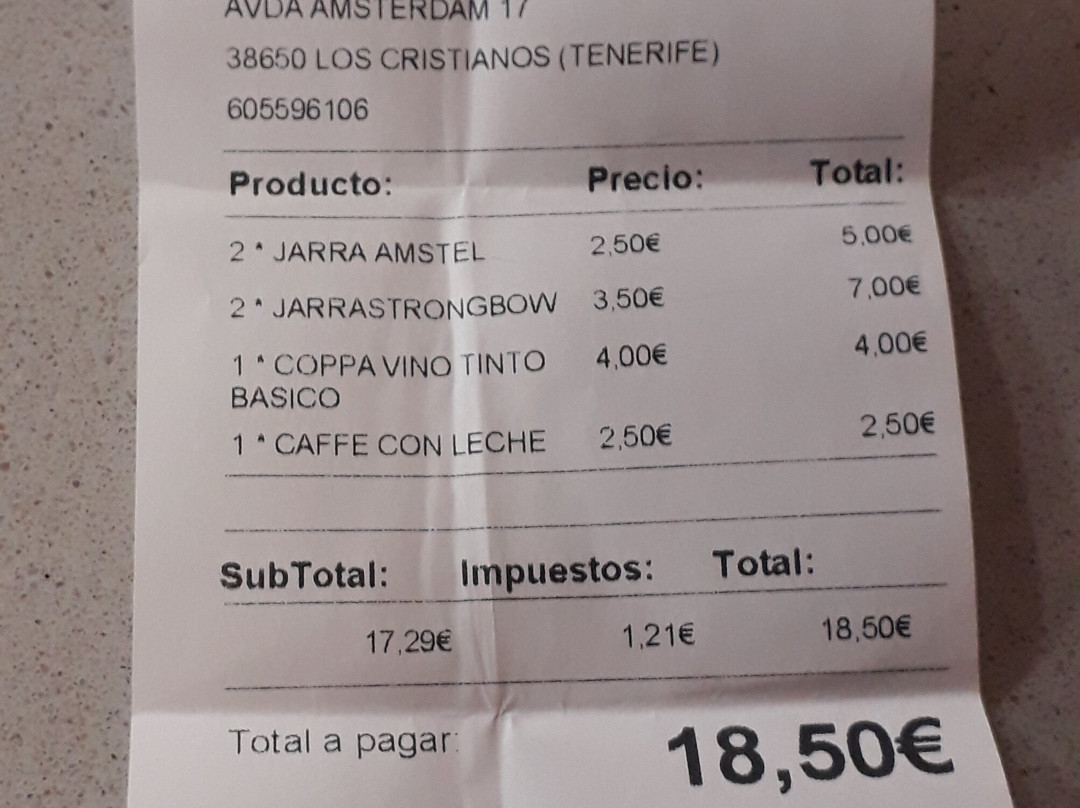 AVDA AMSTERDAM 17
38650 LOS CRISTIANOS (TENERIFE)
605596106
Producto: Precio: Total:
2 * JARRA AMSTEL 2,50€ 5,00€
2 * JARRASTRONGBOW 3,50€ 7,00€
1 * COPPA VINO TINTO 4,00€ 4,00€
BASICO
1 * CAFFE CON LECHE 2,50€ 2,50€
SubTotal: Impuestos: Total:
17,29€ 1,21€ 18,50€
Total a pagar: 18,50€